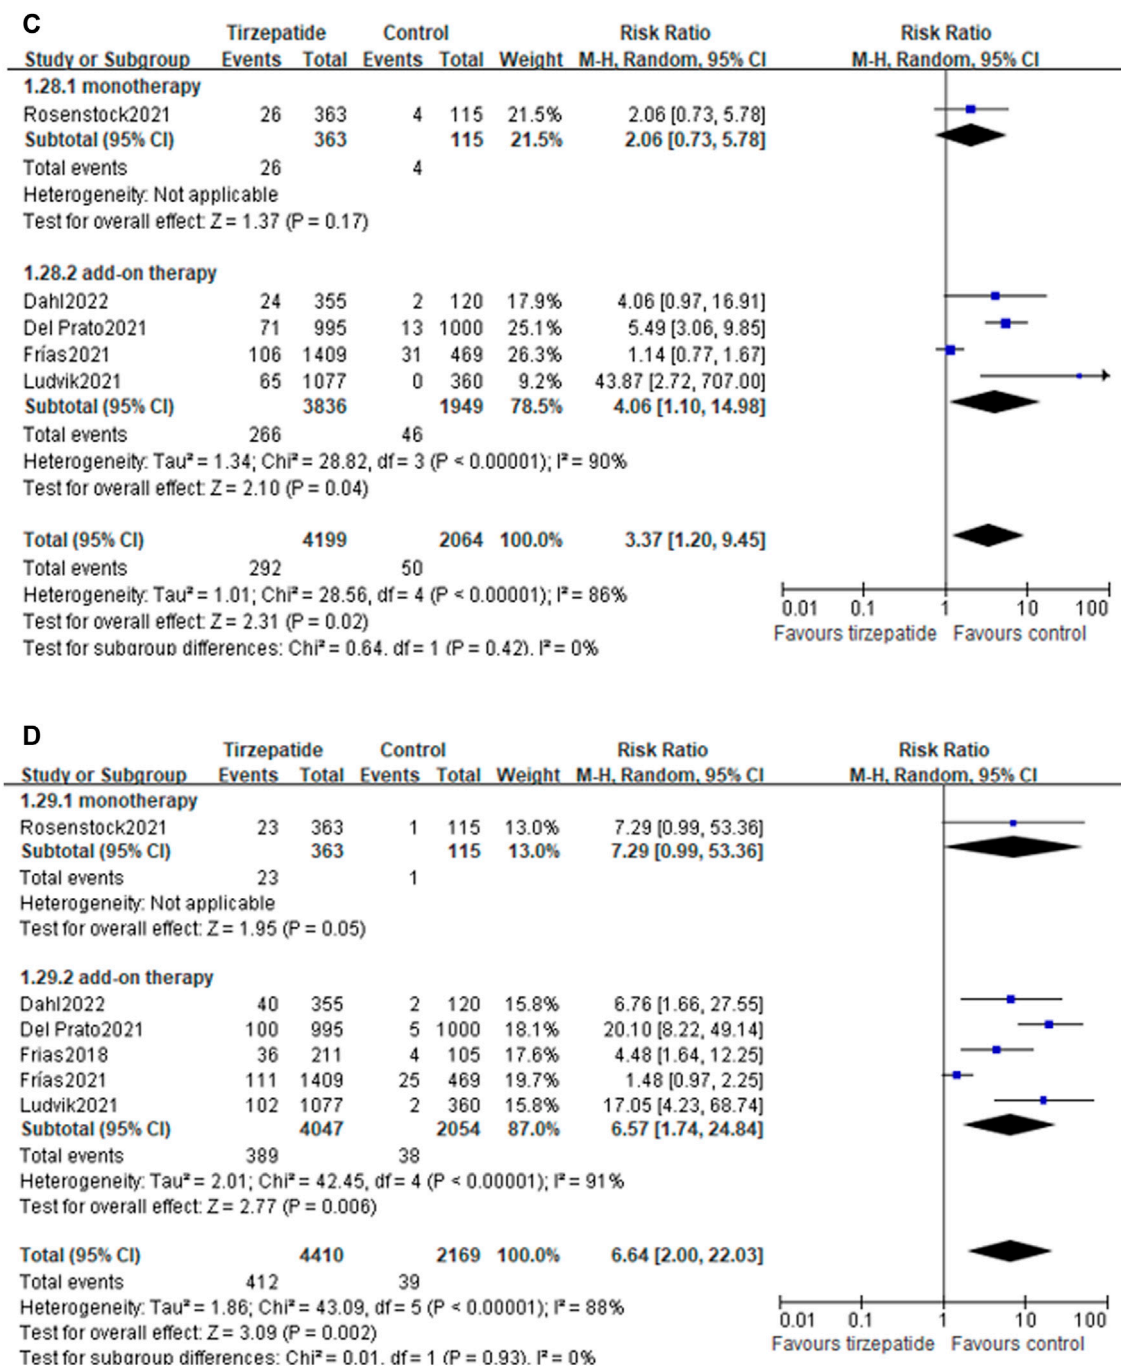 C
Tirzepatide Control Risk Ratio Risk Ratio
Study or Subgroup Events Total Events Total Weight M-H, Random, 95% CI M-H, Random, 95% CI
1.28.1 monotherapy
Rosenstock2021 26 363 4 115 21.5% 2.06 [0.73, 5.78]
Subtotal (95% CI) 363 115 21.5% 2.06 [0.73, 5.78]
Total events 26 4
Heterogeneity: Not applicable
Test for overall effect: Z = 1.37 (P = 0.17)
1.28.2 add-on therapy
Dahl2022 24 355 2 120 17.9% 4.06 [0.97, 16.91]
Del Prato2021 71 995 13 1000 25.1% 5.49 [3.06, 9.85]
Frías2021 106 1409 31 469 26.3% 1.14 [0.77, 1.67]
Ludvik2021 65 1077 0 360 9.2% 43.87 [2.72, 707.00]
Subtotal (95% CI) 3836 1949 78.5% 4.06 [1.10, 14.98]
Total events 266 46
Heterogeneity: Tau² = 1.34; Chi² = 28.82, df = 3 (P < 0.00001); I² = 90%
Test for overall effect: Z = 2.10 (P = 0.04)
Total (95% CI) 4199 2064 100.0% 3.37 [1.20, 9.45]
Total events 292 50
Heterogeneity: Tau² = 1.01; Chi² = 28.56, df = 4 (P < 0.00001); I² = 86%
Test for overall effect: Z = 2.31 (P = 0.02)
Test for subgroup differences: Chi² = 0.64. df = 1 (P = 0.42). I² = 0%
0.01 0.1 1 10 100
Favours tirzepatide Favours control
D
Tirzepatide Control Risk Ratio Risk Ratio
Study or Subgroup Events Total Events Total Weight M-H, Random, 95% CI M-H, Random, 95% CI
1.29.1 monotherapy
Rosenstock2021 23 363 1 115 13.0% 7.29 [0.99, 53.36]
Subtotal (95% CI) 363 115 13.0% 7.29 [0.99, 53.36]
Total events 23 1
Heterogeneity: Not applicable
Test for overall effect: Z = 1.95 (P = 0.05)
1.29.2 add-on therapy
Dahl2022 40 355 2 120 15.8% 6.76 [1.66, 27.55]
Del Prato2021 100 995 5 1000 18.1% 20.10 [8.22, 49.14]
Frias2018 36 211 4 105 17.6% 4.48 [1.64, 12.25]
Frías2021 111 1409 25 469 19.7% 1.48 [0.97, 2.25]
Ludvik2021 102 1077 2 360 15.8% 17.05 [4.23, 68.74]
Subtotal (95% CI) 4047 2054 87.0% 6.57 [1.74, 24.84]
Total events 389 38
Heterogeneity: Tau² = 2.01; Chi² = 42.45, df = 4 (P < 0.00001); I² = 91%
Test for overall effect: Z = 2.77 (P = 0.006)
Total (95% CI) 4410 2169 100.0% 6.64 [2.00, 22.03]
Total events 412 39
Heterogeneity: Tau² = 1.86; Chi² = 43.09, df = 5 (P < 0.00001); I² = 88%
Test for overall effect: Z = 3.09 (P = 0.002)
Test for subgroup differences: Chi² = 0.01. df = 1 (P = 0.93). I² = 0%
0.01 0.1 1 10 100
Favours tirzepatide Favours control